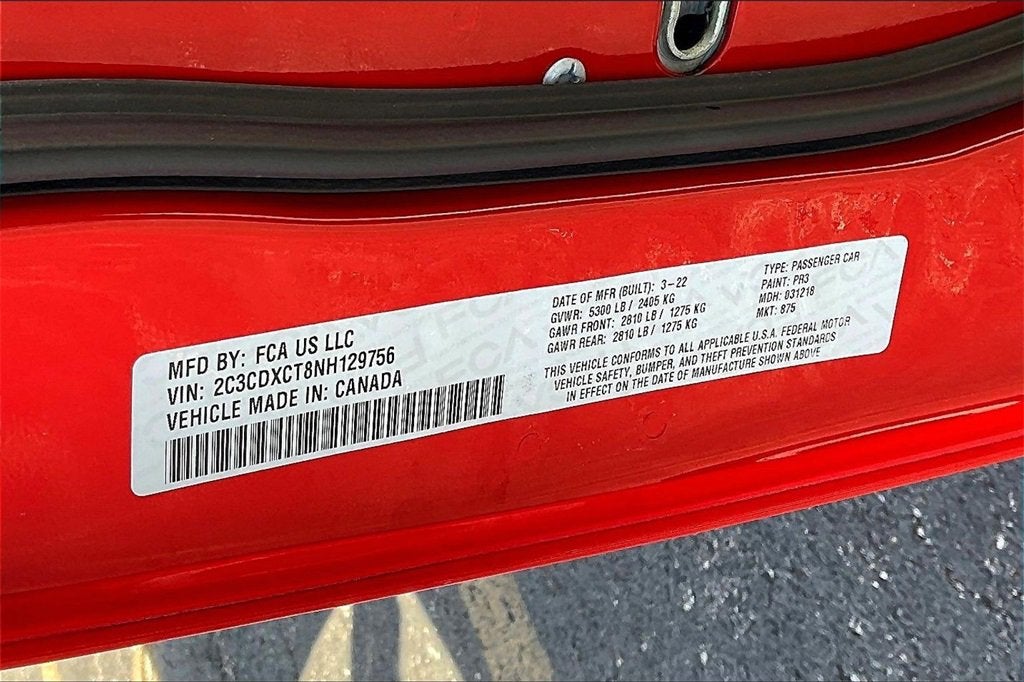 MFD BY: FCA US LLC
VIN: 2C3CDXCT8NH129756
VEHICLE MADE IN: CANADA
DATE OF MFR (BUILT): 3-22
GVWR: 5300 LB / 2405 KG
GAWR FRONT: 2810 LB / 1275 KG
GAWR REAR: 2810 LB / 1275 KG
TYPE: PASSENGER CAR
PAINT: PR3
MDH: 031218
MKT: 875
THIS VEHICLE CONFORMS TO ALL APPLICABLE U.S.A. FEDERAL MOTOR
VEHICLE SAFETY, BUMPER, AND THEFT PREVENTION STANDARDS
IN EFFECT ON THE DATE OF MANUFACTURE SHOWN ABOVE